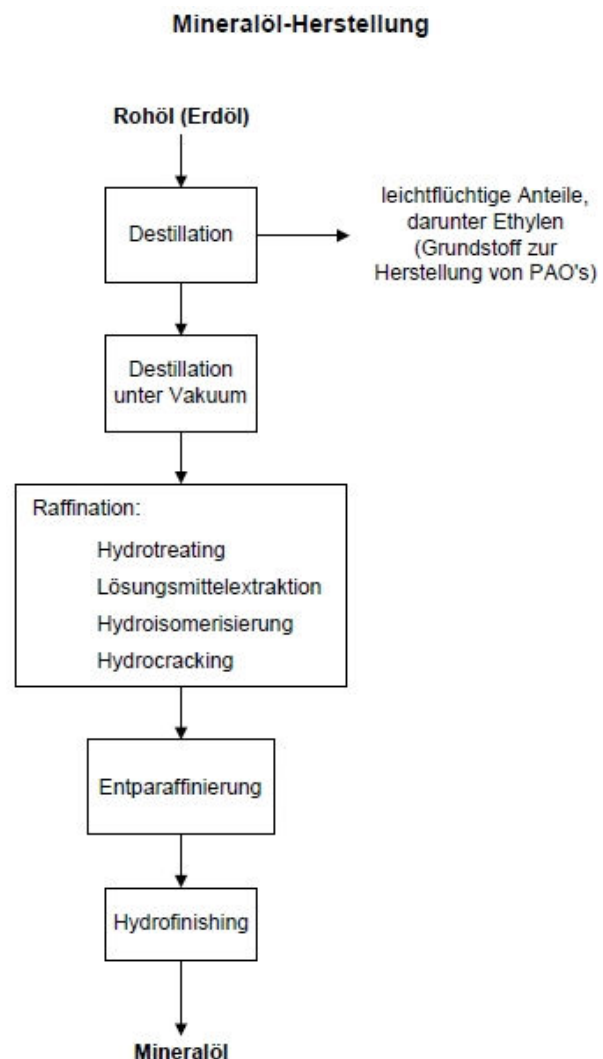 Mineralöl-Herstellung
Rohöl (Erdöl)
Destillation
leichtflüchtige Anteile,
darunter Ethylen
(Grundstoff zur
Herstellung von PAO's)
Destillation
unter Vakuum
Raffination:
Hydrotreating
Lösungsmittelextraktion
Hydroisomerisierung
Hydrocracking
Entparaffinierung
Hydrofinishing
Mineralöl